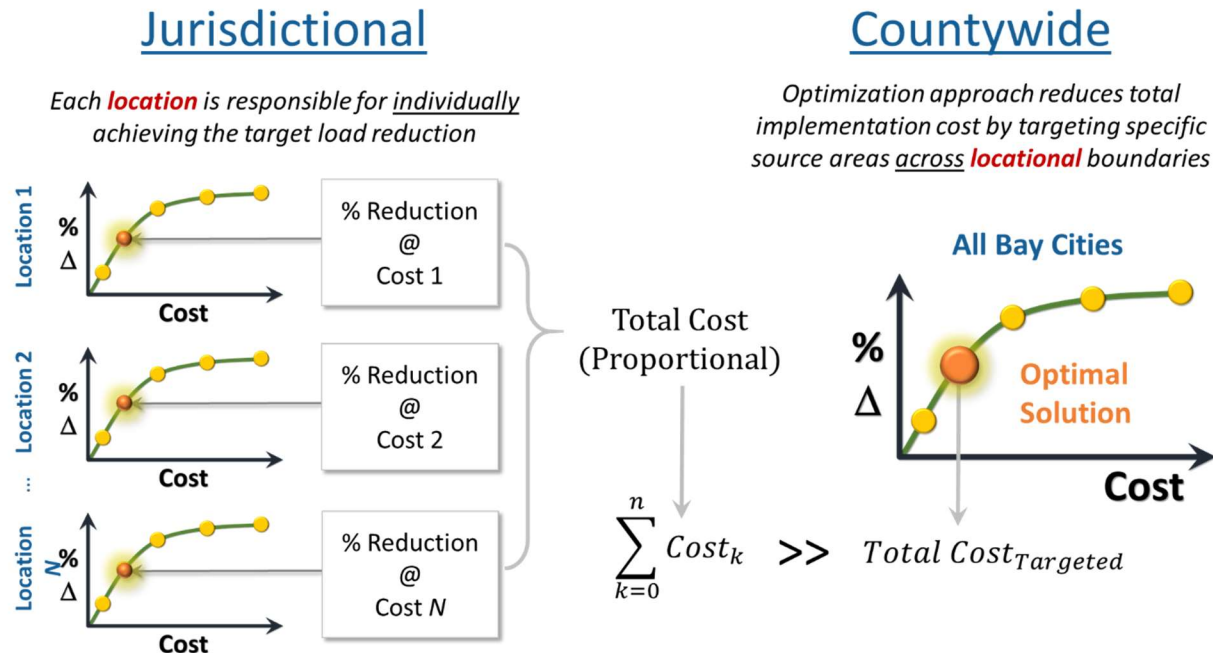 Jurisdictional
Each location is responsible for individually
achieving the target load reduction
Location 1
%
Δ
Cost
% Reduction
@
Cost 1
Location 2
%
Δ
Cost
% Reduction
@
Cost 2
...
Location
N
%
Δ
Cost
% Reduction
@
Cost N
Total Cost
(Proportional)
n
∑ Cost_k
k=0
>>
Countywide
Optimization approach reduces total
implementation cost by targeting specific
source areas across locational boundaries
All Bay Cities
%
Δ
Optimal
Solution
Cost
Total Cost_Targeted